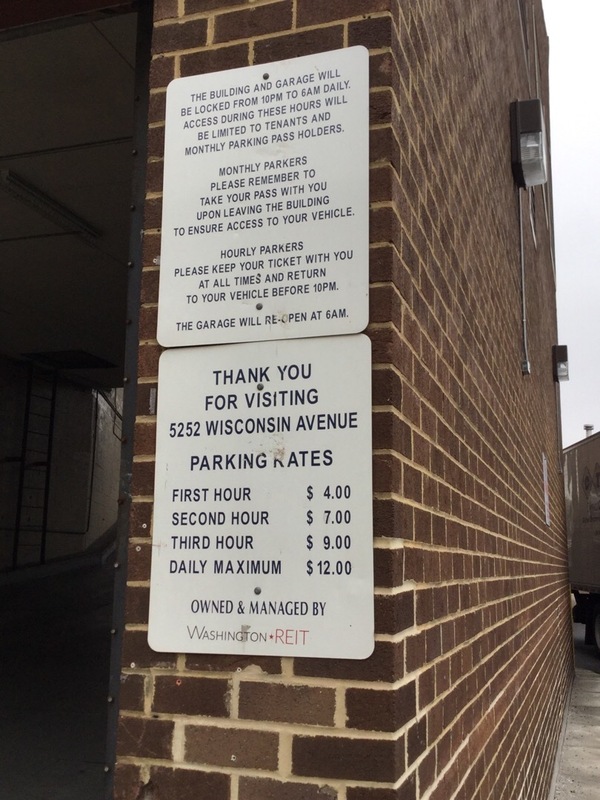 THE BUILDING AND GARAGE WILL
BE LOCKED FROM 10PM TO 6AM DAILY.
ACCESS DURING THESE HOURS WILL
BE LIMITED TO TENANTS AND
MONTHLY PARKING PASS HOLDERS.
MONTHLY PARKERS
PLEASE REMEMBER TO
TAKE YOUR PASS WITH YOU
UPON LEAVING THE BUILDING
TO ENSURE ACCESS TO YOUR VEHICLE.
HOURLY PARKERS
PLEASE KEEP YOUR TICKET WITH YOU
AT ALL TIMES AND RETURN
TO YOUR VEHICLE BEFORE 10PM.
THE GARAGE WILL RE-OPEN AT 6AM.
THANK YOU
FOR VISITING
5252 WISCONSIN AVENUE
PARKING RATES
FIRST HOUR $ 4.00
SECOND HOUR $ 7.00
THIRD HOUR $ 9.00
DAILY MAXIMUM $12.00
OWNED & MANAGED BY
WASHINGTON★REIT